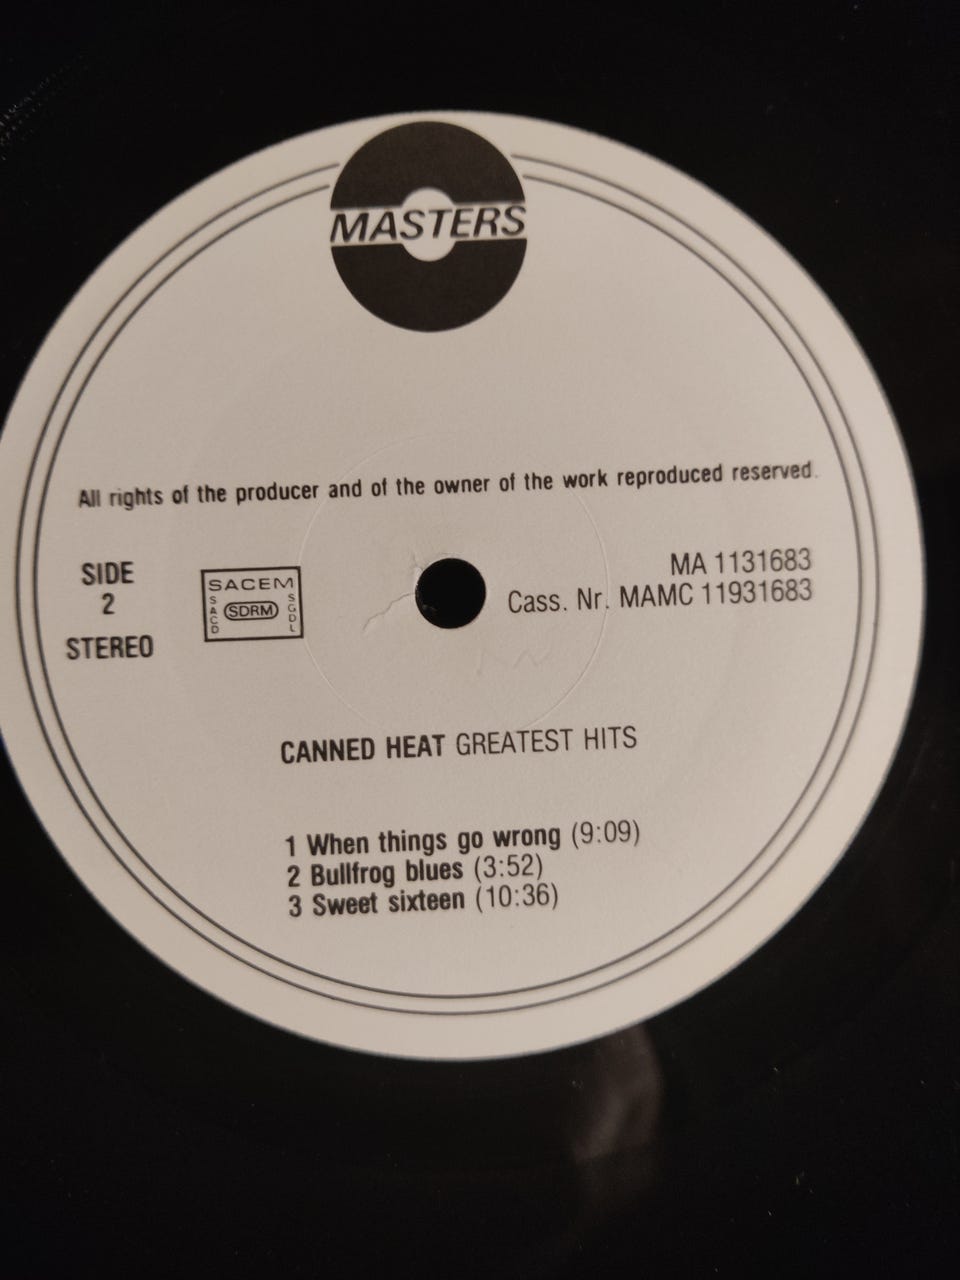 MASTERS
All rights of the producer and of the owner of the work reproduced reserved.
SIDE
2
STEREO
SACEM
SACD
SDRM
SGDL
MA 1131683
Cass. Nr. MAMC 11931683
CANNED HEAT GREATEST HITS
1 When things go wrong (9:09)
2 Bullfrog blues (3:52)
3 Sweet sixteen (10:36)